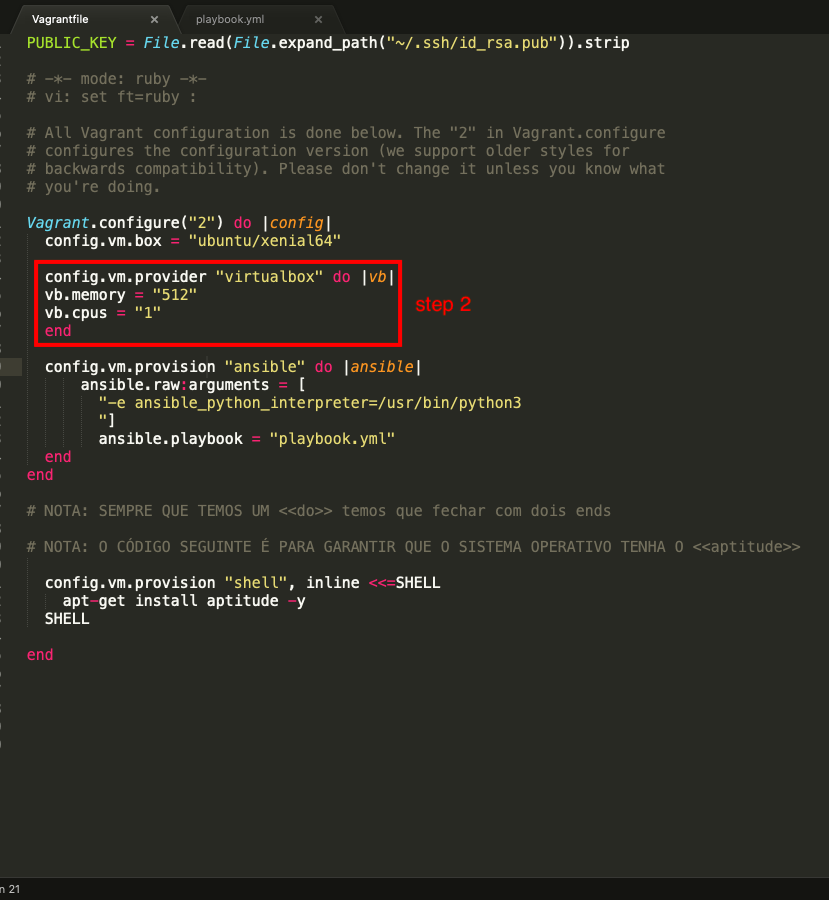 Vagrantfile × playbook.yml ×
PUBLIC_KEY = File.read(File.expand_path("~/.ssh/id_rsa.pub")).strip
# -*- mode: ruby -*-
# vi: set ft=ruby :
# All Vagrant configuration is done below. The "2" in Vagrant.configure
# configures the configuration version (we support older styles for
# backwards compatibility). Please don't change it unless you know what
# you're doing.
Vagrant.configure("2") do |config|
config.vm.box = "ubuntu/xenial64"
config.vm.provider "virtualbox" do |vb|
vb.memory = "512"
step 2
vb.cpus = "1"
end
config.vm.provision "ansible" do |ansible|
ansible.raw:arguments = [
"-e ansible_python_interpreter=/usr/bin/python3
"]
ansible.playbook = "playbook.yml"
end
end
# NOTA: SEMPRE QUE TEMOS UM <<do>> temos que fechar com dois ends
# NOTA: O CÓDIGO SEGUINTE É PARA GARANTIR QUE O SISTEMA OPERATIVO TENHA O <<aptitude>>
config.vm.provision "shell", inline <<=SHELL
apt-get install aptitude -y
SHELL
end
n 21